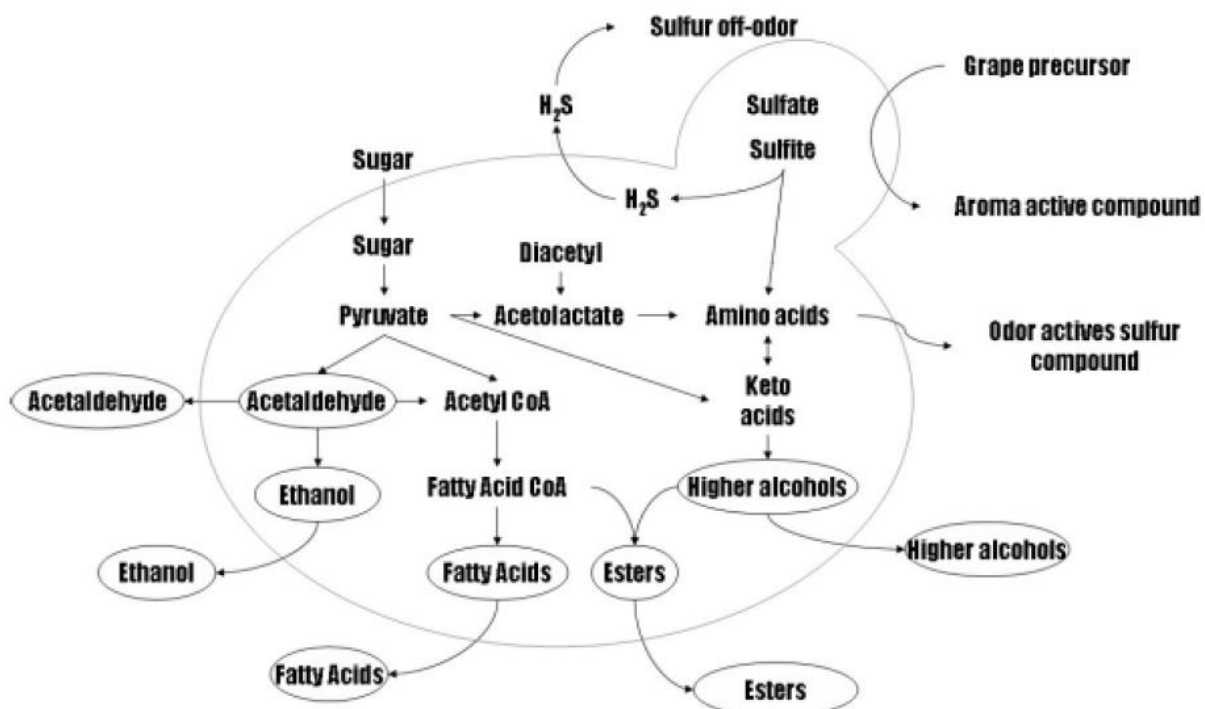 Sulfur off-odor
Grape precursor
H₂S
Sulfate
Sulfite
Sugar
H₂S
Aroma active compound
Sugar
Diacetyl
Pyruvate
Acetolactate
Amino acids
Odor actives sulfur
compound
Acetaldehyde
Acetaldehyde
Acetyl CoA
Keto
acids
Ethanol
Fatty Acid CoA
Higher alcohols
Higher alcohols
Ethanol
Fatty Acids
Esters
Fatty Acids
Esters